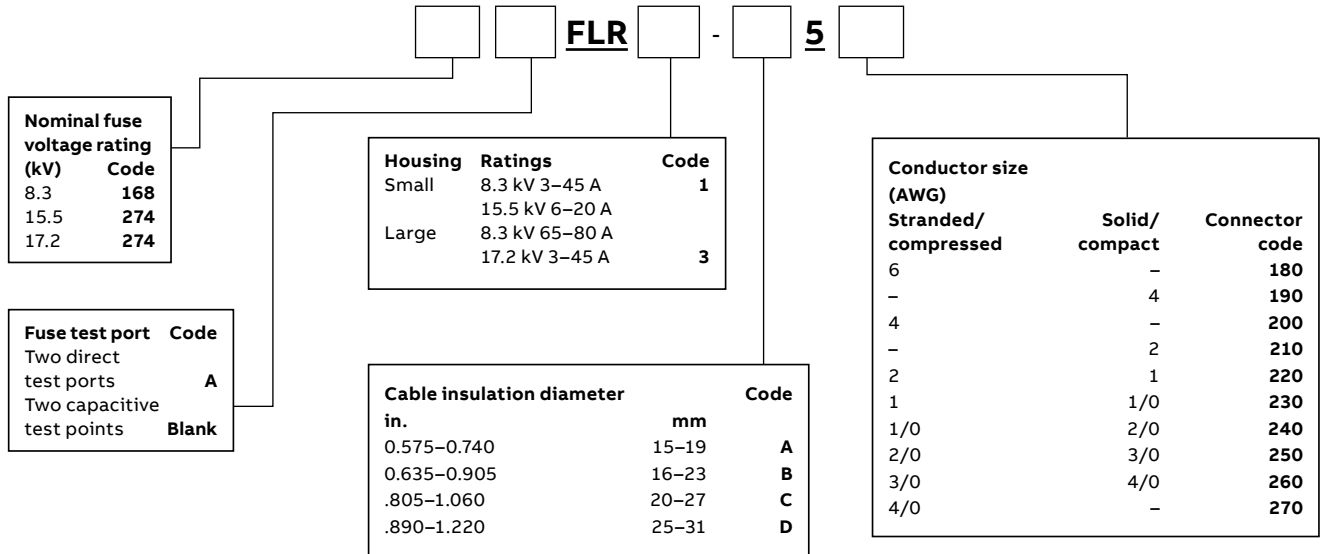 FLR - 5
Nominal fuse
voltage rating
(kV) Code
8.3 168
15.5 274
17.2 274
Fuse test port Code
Two direct
test ports A
Two capacitive
test points Blank
Housing Ratings Code
Small 8.3 kV 3–45 A 1
15.5 kV 6–20 A
Large 8.3 kV 65–80 A
17.2 kV 3–45 A 3
Cable insulation diameter Code
in. mm
0.575–0.740 15–19 A
0.635–0.905 16–23 B
.805–1.060 20–27 C
.890–1.220 25–31 D
Conductor size
(AWG)
Stranded/ Solid/ Connector
compressed compact code
6 – 180
– 4 190
4 – 200
– 2 210
2 1 220
1 1/0 230
1/0 2/0 240
2/0 3/0 250
3/0 4/0 260
4/0 – 270